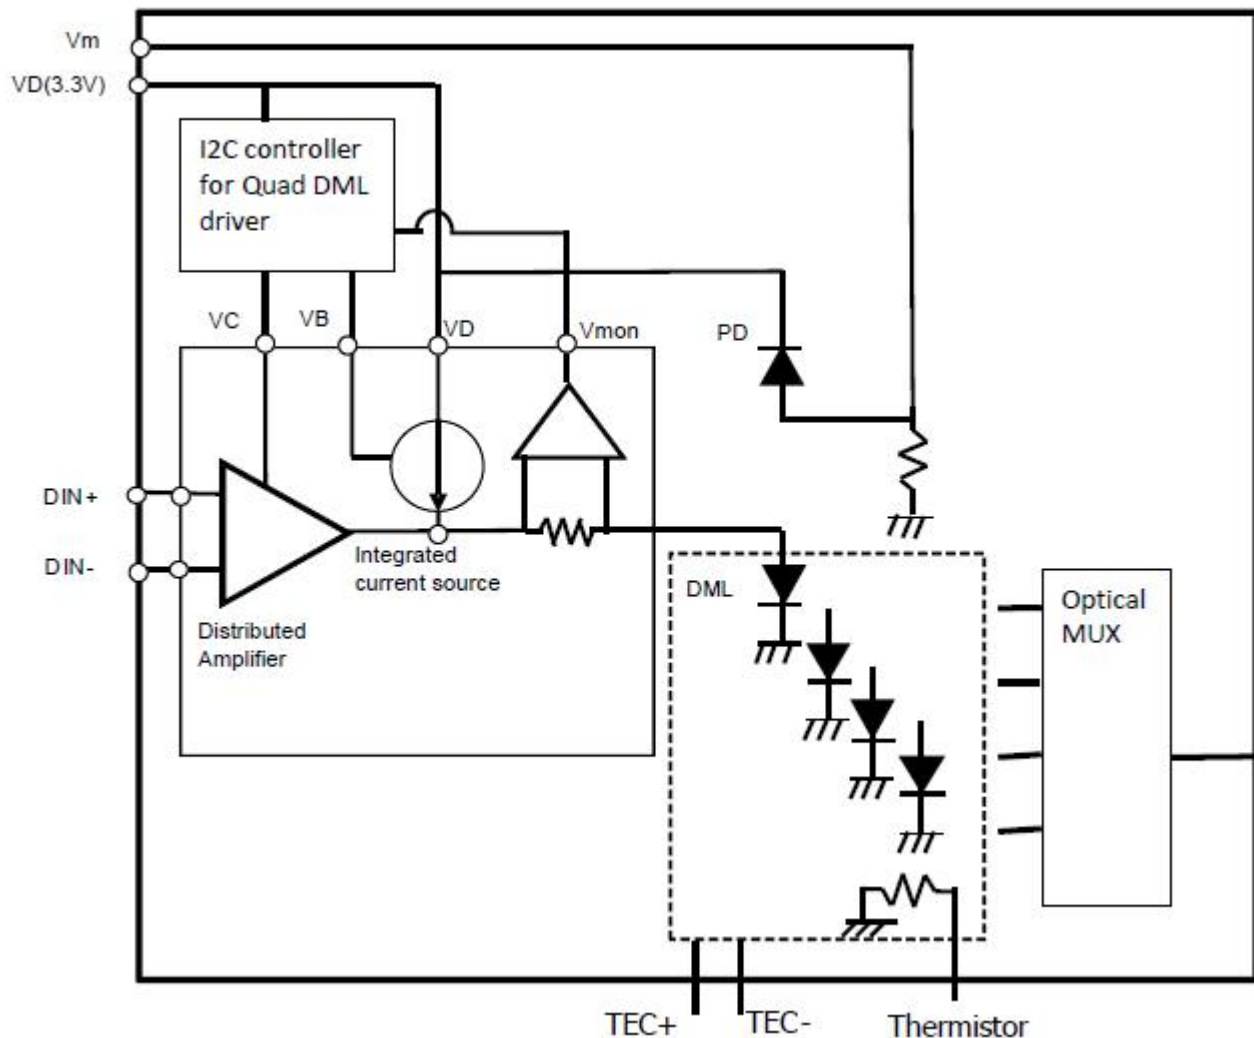 Vm
VD(3.3V)
I2C controller
for Quad DML
driver
VC
VB
VD
Vmon
PD
DIN+
DIN-
Integrated
current source
Distributed
Amplifier
DML
Optical
MUX
TEC+
TEC-
Thermistor